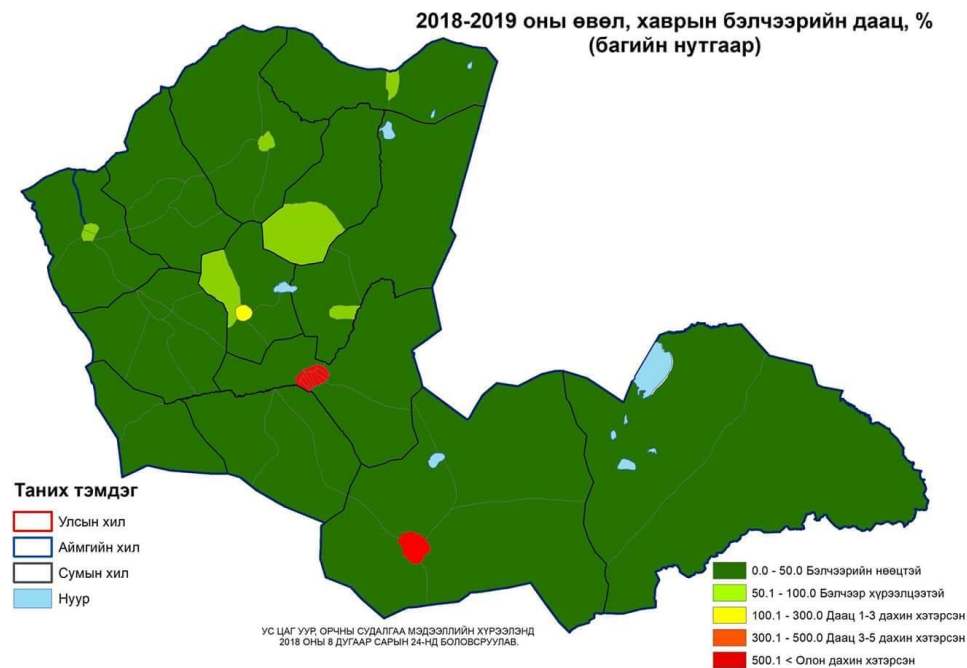 2018-2019 оны өвөл, хаврын бэлчээрийн даац, %
(багийн нутгаар)
Таних тэмдэг
Улсын хил
Аймгийн хил
Сумын хил
Нуур
УС ЦАГ УУР, ОРЧНЫ СУДАЛГАА МЭДЭЭЛЛИЙН ХҮРЭЭЛЭНД
2018 ОНЫ 8 ДУГААР САРЫН 24-НД БОЛОВСРУУЛАВ.
0.0 - 50.0 Бэлчээрийн нөөцтэй
50.1 - 100.0 Бэлчээр хүрээлцээтэй
100.1 - 300.0 Даац 1-3 дахин хэтэрсэн
300.1 - 500.0 Даац 3-5 дахин хэтэрсэн
500.1 < Олон дахин хэтэрсэн